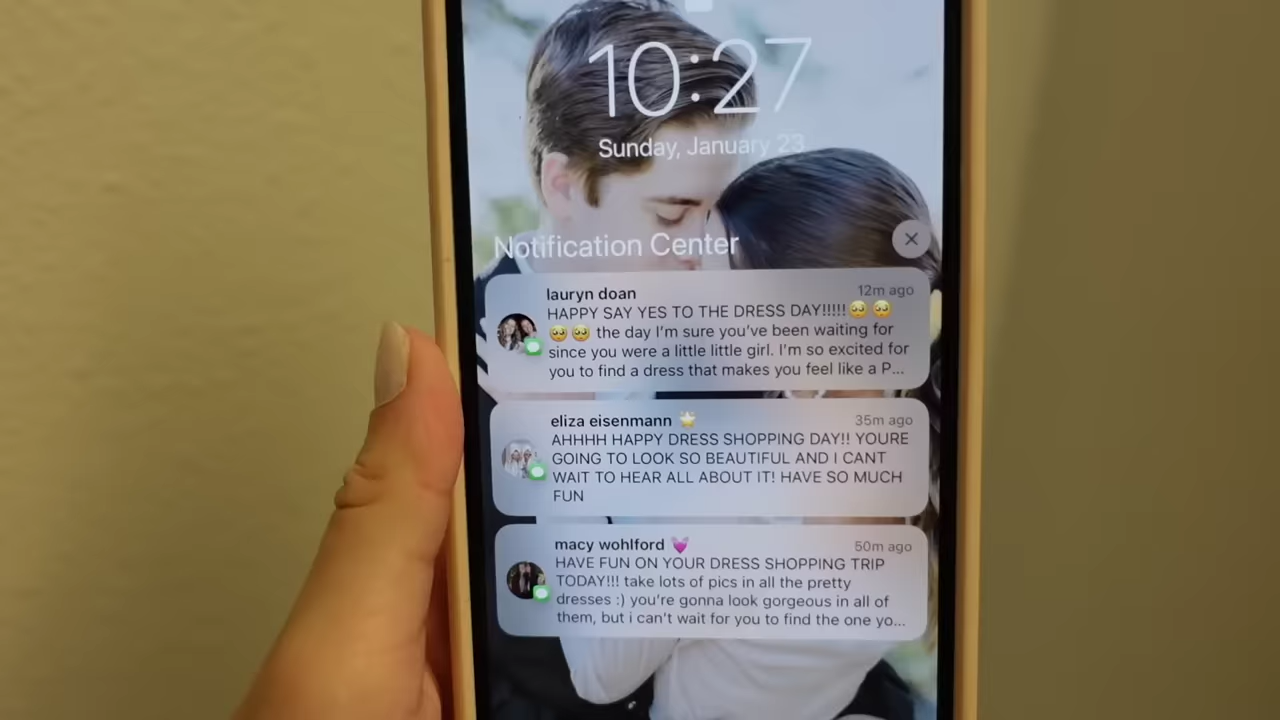 10:27
Sunday, January 23
Notification Center
lauryn doan 12m ago
HAPPY SAY YES TO THE DRESS DAY!!!!!🥺 🥺
🥺 🥺 the day I'm sure you've been waiting for
since you were a little little girl. I'm so excited for
you to find a dress that makes you feel like a P...
eliza eisenmann 🌟 35m ago
AHHHH HAPPY DRESS SHOPPING DAY!! YOURE
GOING TO LOOK SO BEAUTIFUL AND I CANT
WAIT TO HEAR ALL ABOUT IT! HAVE SO MUCH
FUN
macy wohlford 💓 50m ago
HAVE FUN ON YOUR DRESS SHOPPING TRIP
TODAY!!! take lots of pics in all the pretty
dresses :) you're gonna look gorgeous in all of
them, but i can't wait for you to find the one yo...